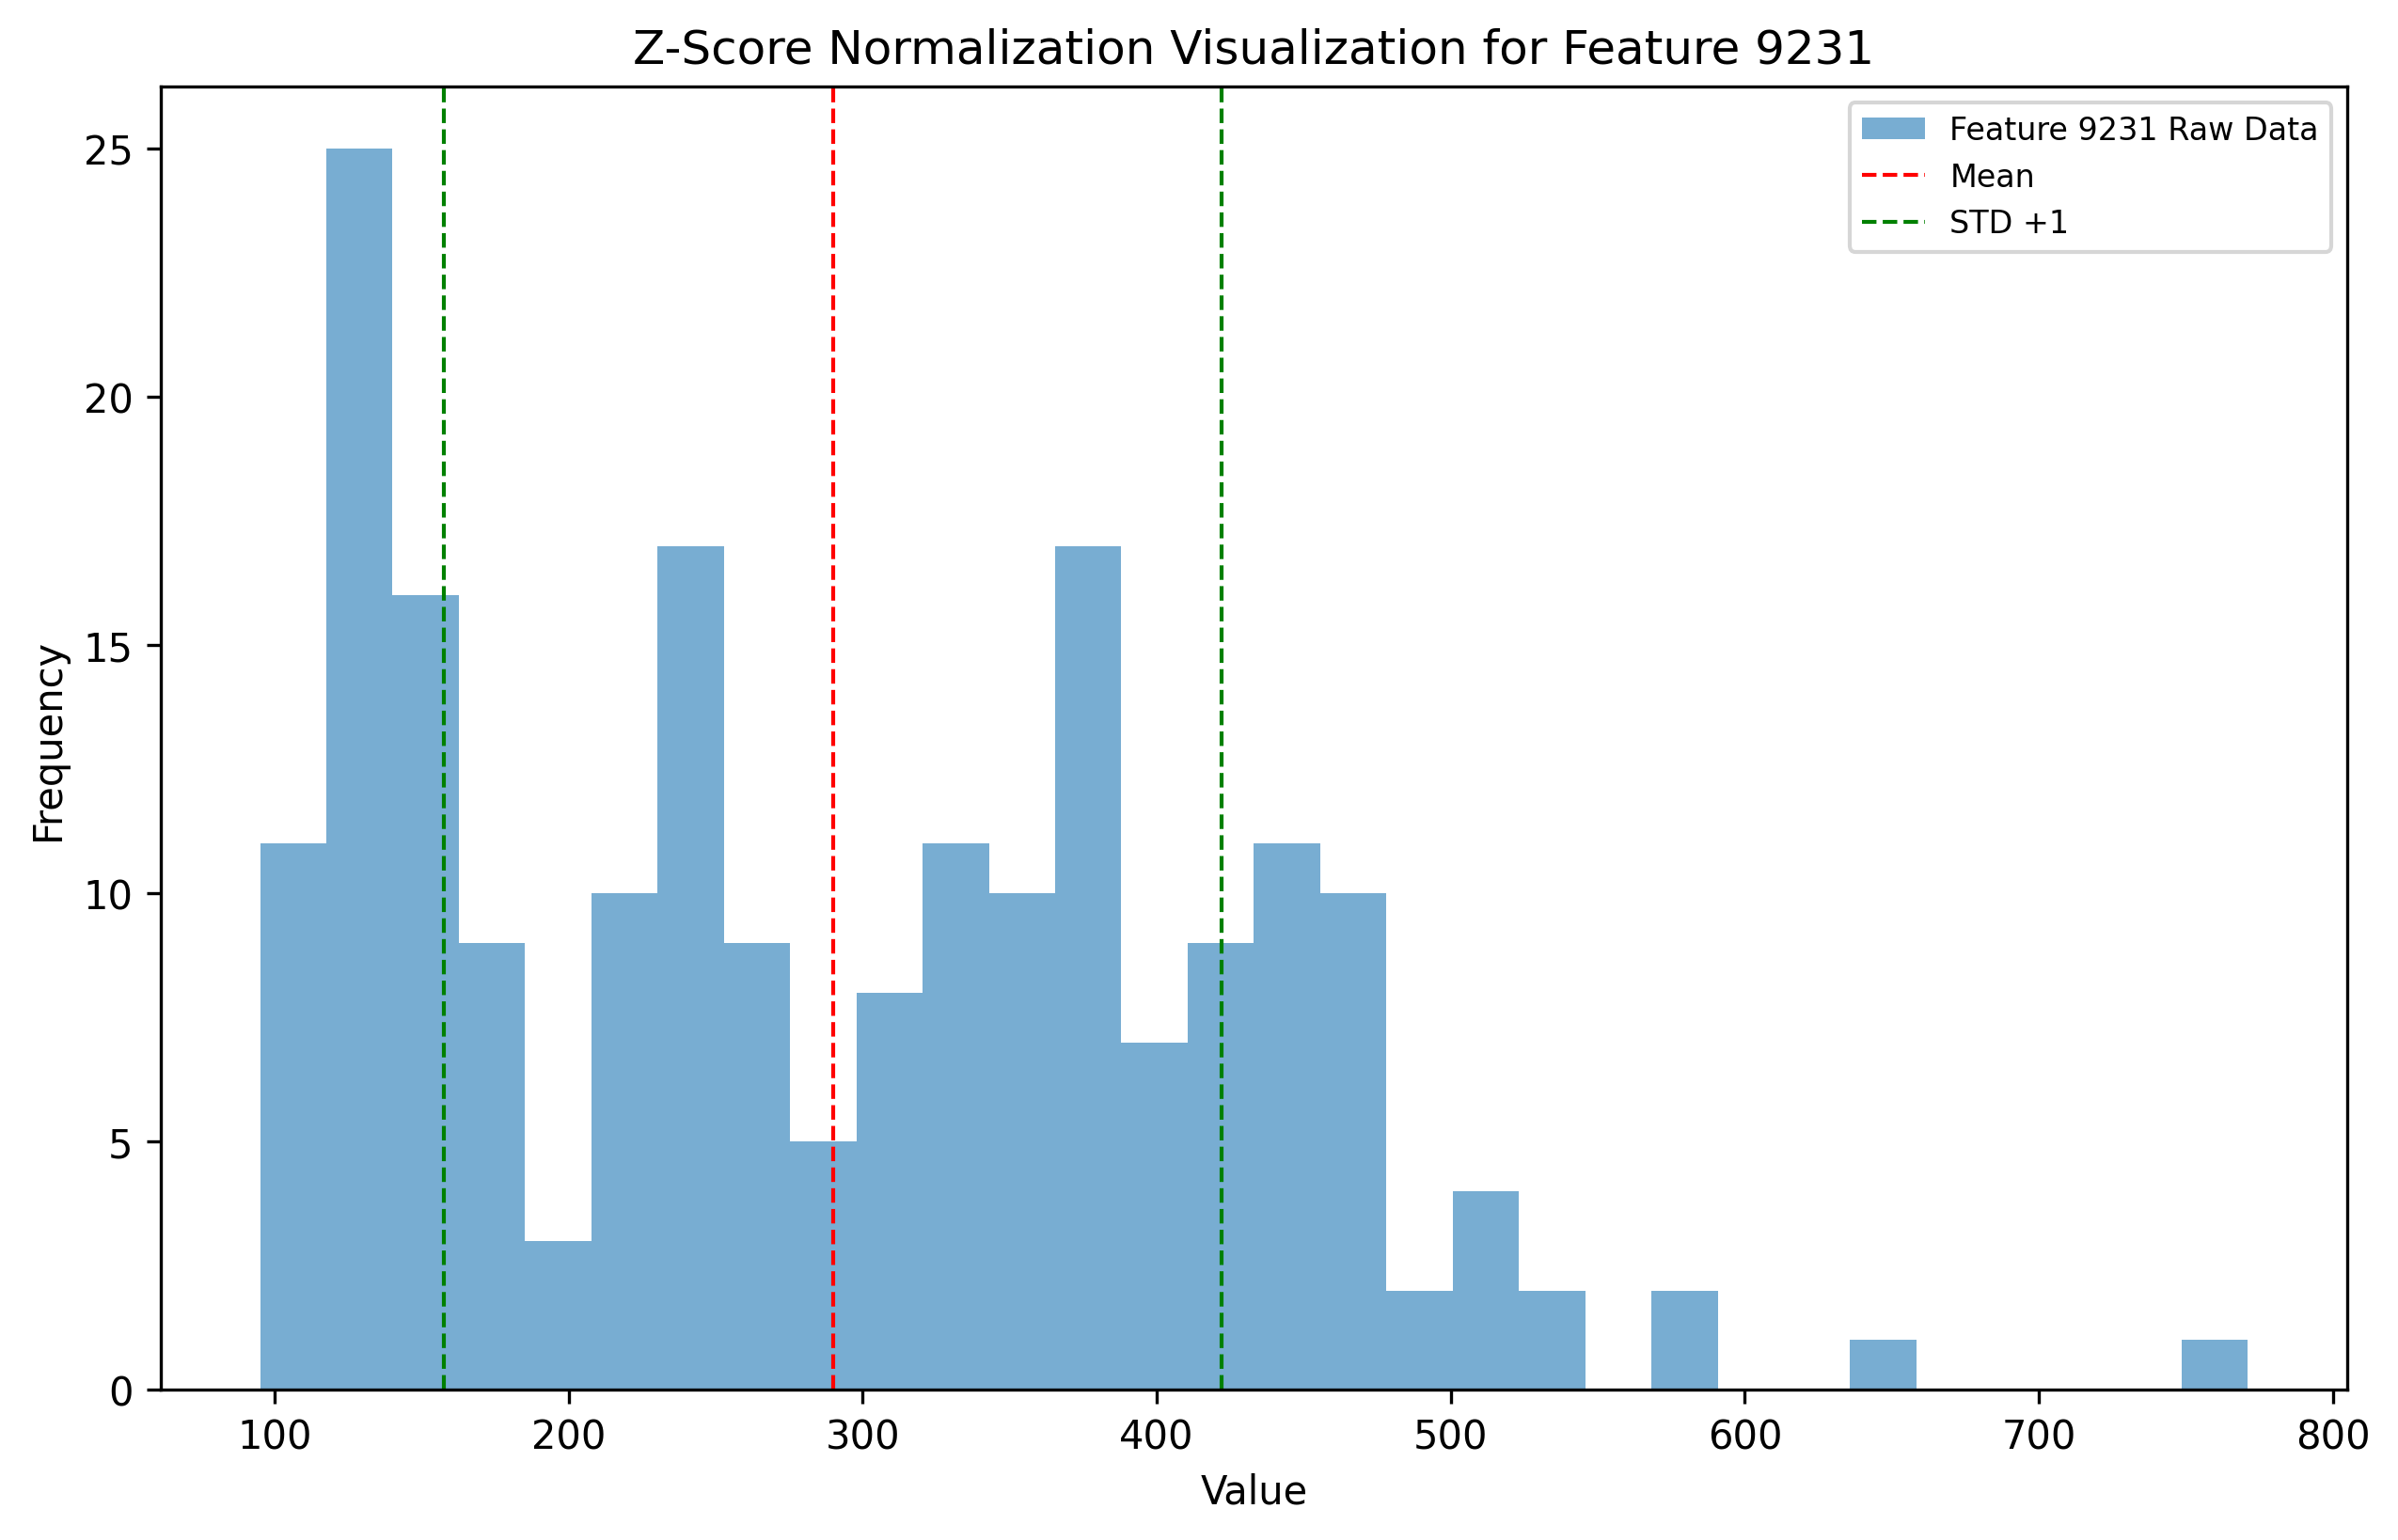 Z-Score Normalization Visualization for Feature 9231
Feature 9231 Raw Data
Mean
STD +1
25
20
15
10
5
0
Frequency
100 200 300 400 500 600 700 800
Value